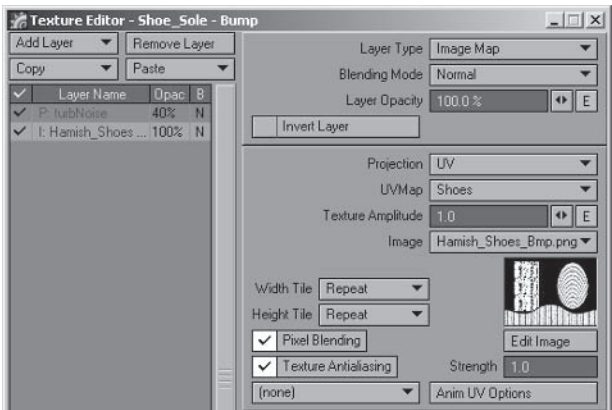 Texture Editor - Shoe_Sole - Bump
Add Layer Remove Layer
Copy Paste
Layer Name Opac B
P: turbNoise 40% N
I: Hamish_Shoes ... 100% N
Layer Type Image Map
Blending Mode Normal
Layer Opacity 100.0 % E
Invert Layer
Projection UV
UVMap Shoes
Texture Amplitude 1.0 E
Image Hamish_Shoes_Bmp.png
Width Tile Repeat
Height Tile Repeat
Pixel Blending Edit Image
Texture Antialiasing Strength 1.0
(none) Anim UV Options